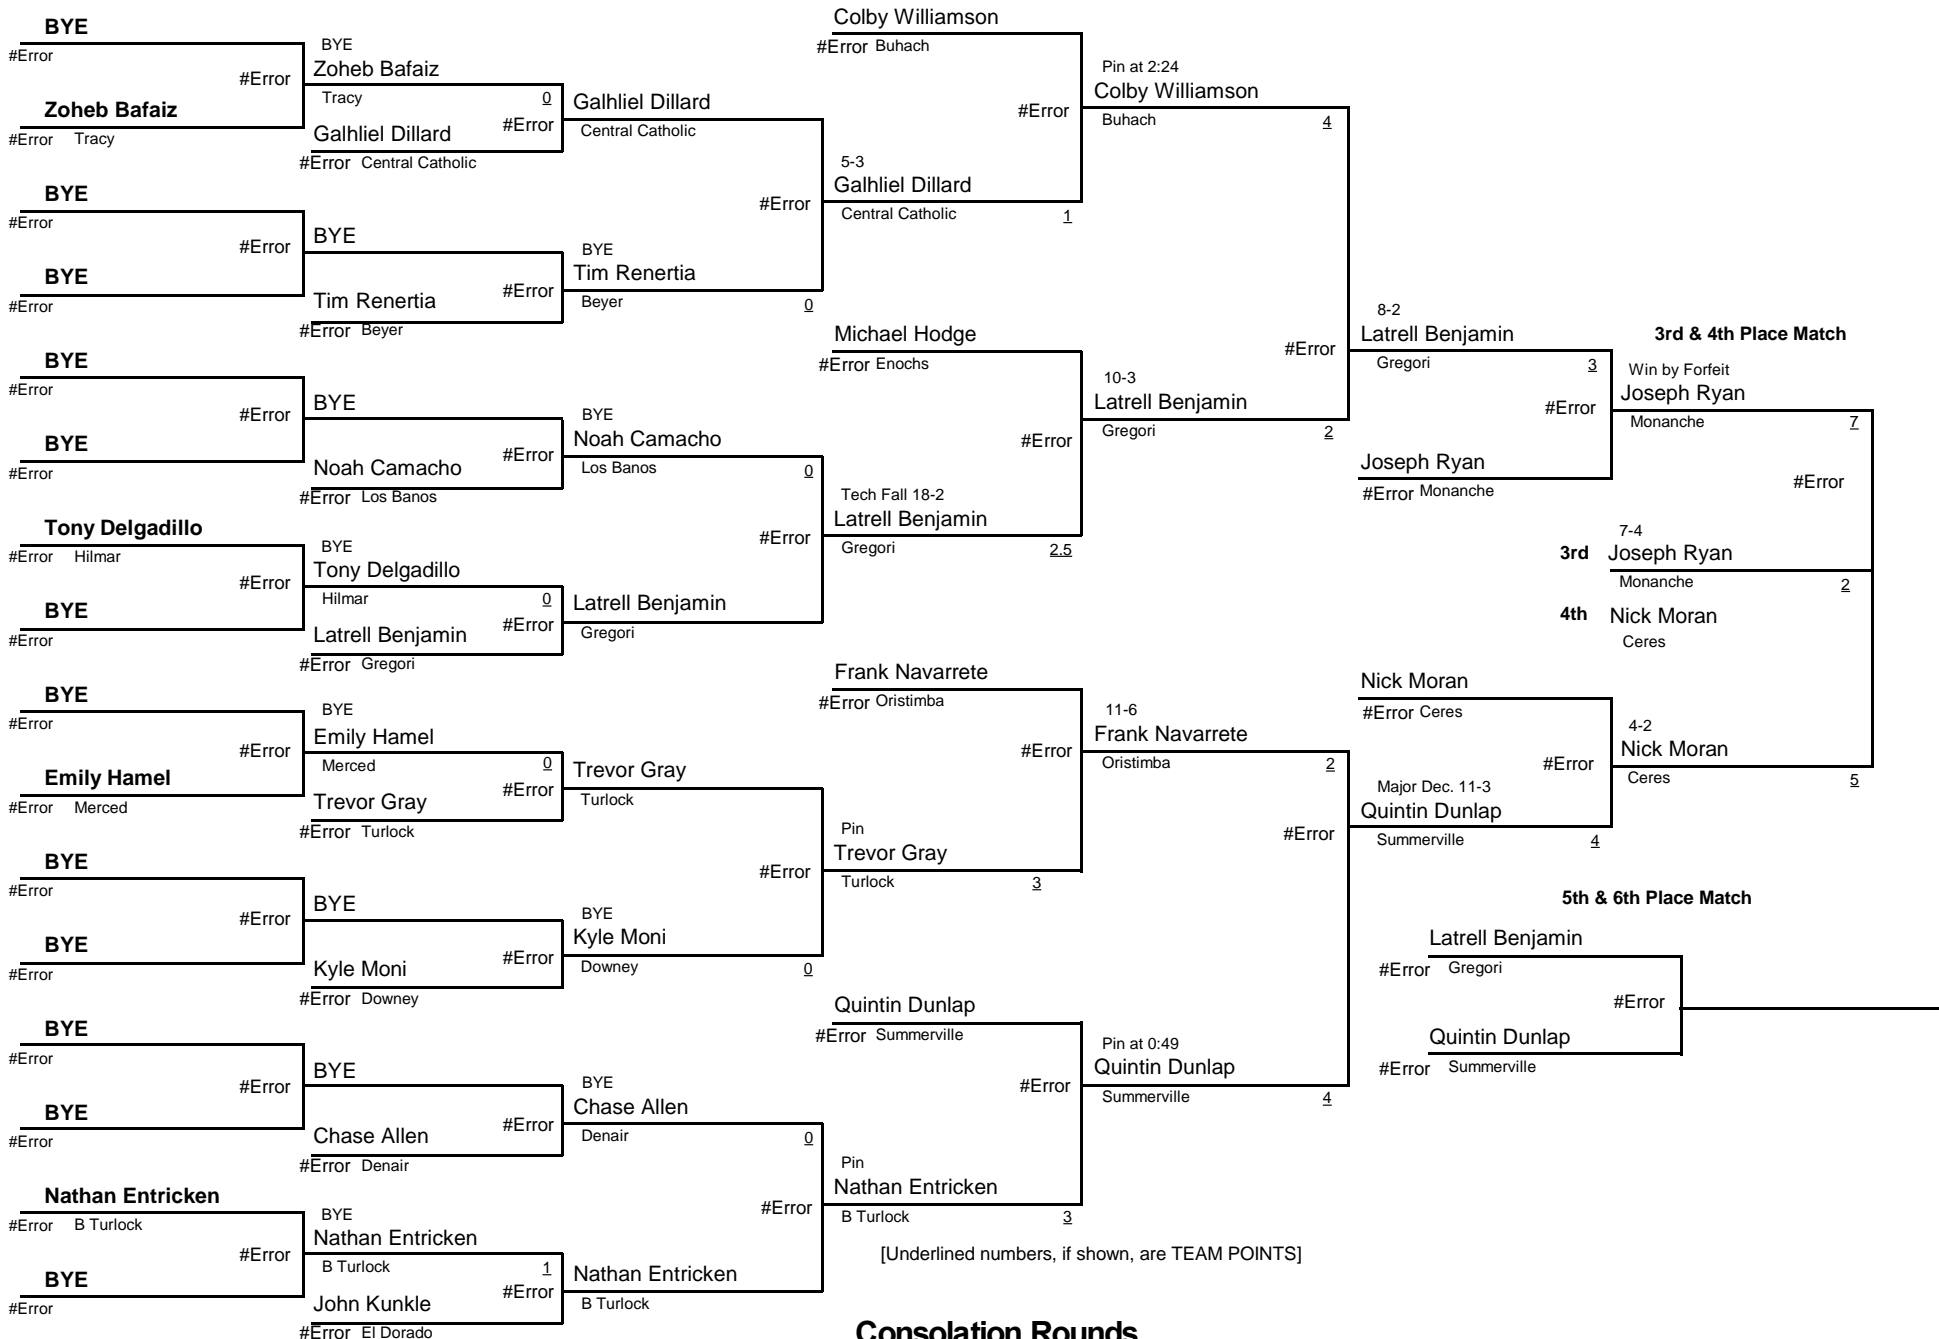 BYE
#Error
#Error
Zoheb Bafaiz
#Error Tracy
BYE
#Error
#Error
BYE
#Error
BYE
#Error
#Error
BYE
#Error
Tony Delgadillo
#Error Hilmar
#Error
BYE
#Error
BYE
#Error
#Error
Emily Hamel
#Error Merced
BYE
#Error
#Error
BYE
#Error
BYE
#Error
#Error
BYE
#Error
Nathan Entricken
#Error B Turlock
#Error
BYE
#Error
BYE
Zoheb Bafaiz
Tracy 0
Galhliel Dillard #Error
#Error Central Catholic
BYE
Tim Renertia #Error
#Error Beyer
BYE
Noah Camacho #Error
#Error Los Banos
BYE
Tony Delgadillo
Hilmar 0
Latrell Benjamin #Error
#Error Gregori
BYE
Emily Hamel
Merced 0
Trevor Gray #Error
#Error Turlock
BYE
Kyle Moni #Error
#Error Downey
BYE
Chase Allen #Error
#Error Denair
BYE
Nathan Entricken
B Turlock 1
John Kunkle #Error
#Error El Dorado
Galhliel Dillard
Central Catholic
#Error
BYE
Tim Renertia
Beyer 0
BYE
Noah Camacho
Los Banos 0
#Error
Latrell Benjamin
Gregori
Trevor Gray
Turlock
#Error
BYE
Kyle Moni
Downey 0
BYE
Chase Allen
Denair 0
#Error
Nathan Entricken
B Turlock
Colby Williamson
#Error Buhach
#Error
5-3
Galhliel Dillard
Central Catholic 1
Michael Hodge
#Error Enochs
#Error
Tech Fall 18-2
Latrell Benjamin
Gregori 2.5
Frank Navarrete
#Error Oristimba
#Error
Pin
Trevor Gray
Turlock 3
Quintin Dunlap
#Error Summerville
#Error
Pin
Nathan Entricken
B Turlock 3
Pin at 2:24
Colby Williamson
Buhach 4
#Error
10-3
Latrell Benjamin
Gregori 2
11-6
Frank Navarrete
Oristimba 2
#Error
Pin at 0:49
Quintin Dunlap
Summerville 4
8-2
Latrell Benjamin
Gregori 3
#Error
Joseph Ryan
#Error Monanche
Nick Moran
#Error Ceres
#Error
Major Dec. 11-3
Quintin Dunlap
Summerville 4
3rd & 4th Place Match
Win by Forfeit
Joseph Ryan
Monanche 7
#Error
7-4
3rd Joseph Ryan
Monanche 2
4th Nick Moran
Ceres
4-2
Nick Moran
Ceres 5
5th & 6th Place Match
Latrell Benjamin
#Error Gregori
#Error
Quintin Dunlap
#Error Summerville
[Underlined numbers, if shown, are TEAM POINTS]
Consolation Rounds